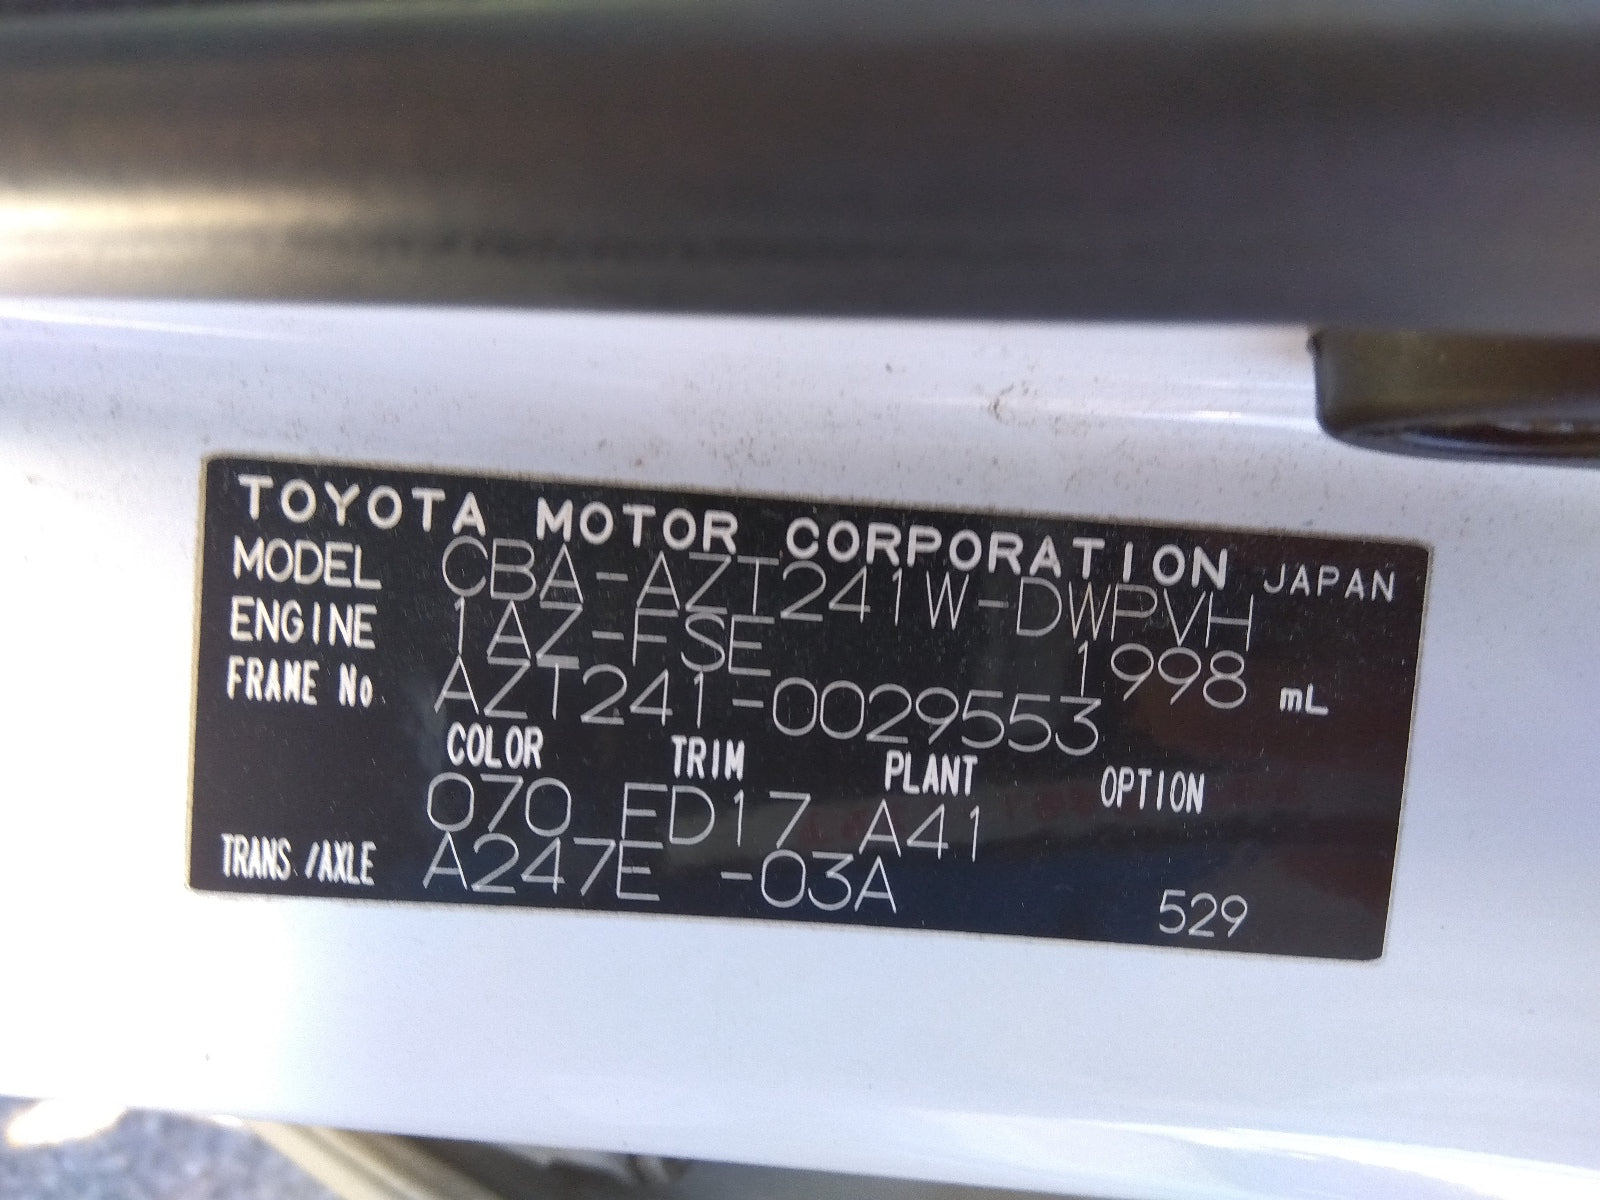 TOYOTA MOTOR CORPORATION JAPAN
MODEL CBA-AZT241W-DWPVH
ENGINE 1AZ-FSE 1998 mL
FRAME No. AZT241-0029553
COLOR TRIM PLANT OPTION
070 FD17 A41
TRANS./AXLE A247E -03A
529